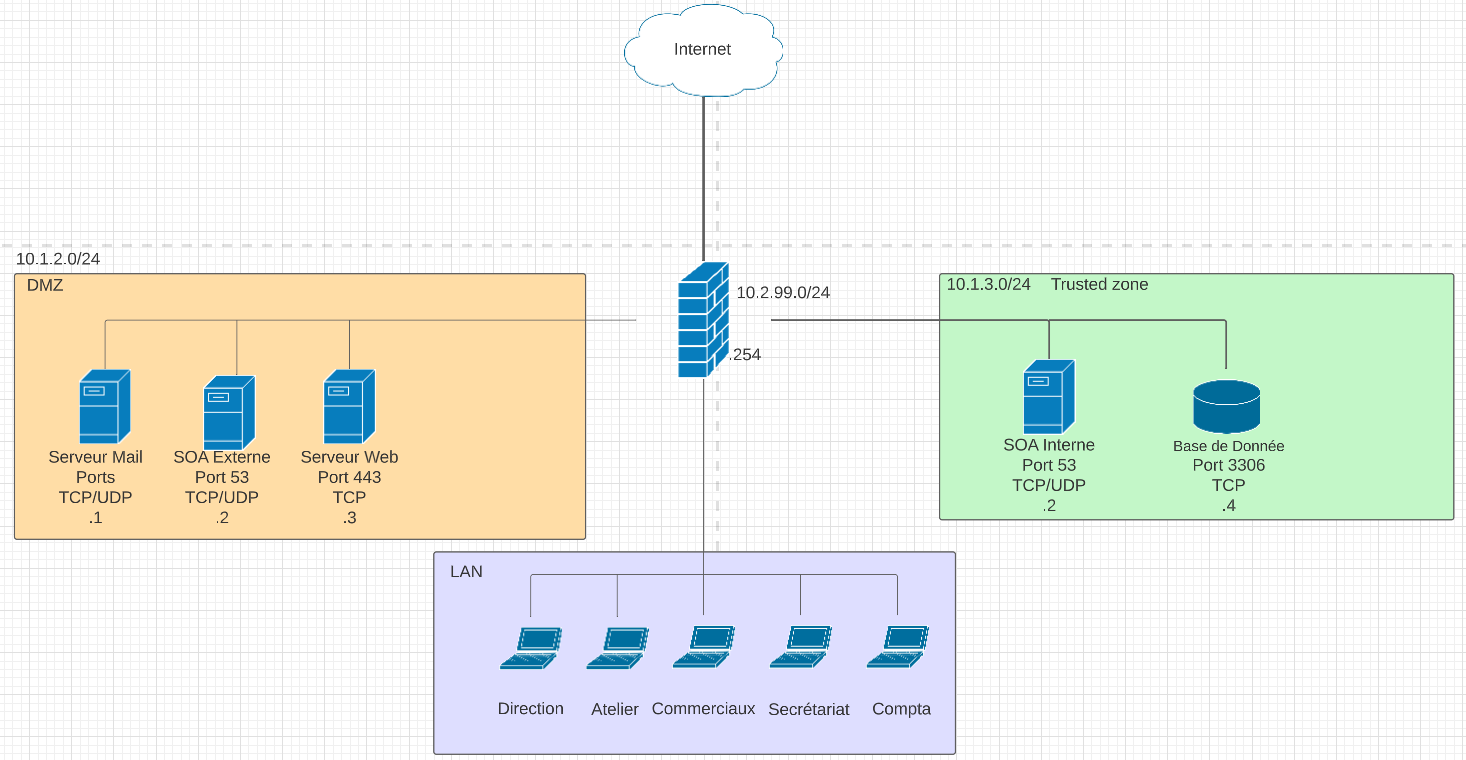 Internet
10.1.2.0/24
DMZ
Serveur Mail
Ports
TCP/UDP
.1
SOA Externe
Port 53
TCP/UDP
.2
Serveur Web
Port 443
TCP
.3
10.2.99.0/24
.254
10.1.3.0/24 Trusted zone
SOA Interne
Port 53
TCP/UDP
.2
Base de Donnée
Port 3306
TCP
.4
LAN
Direction
Atelier
Commerciaux
Secrétariat
Compta